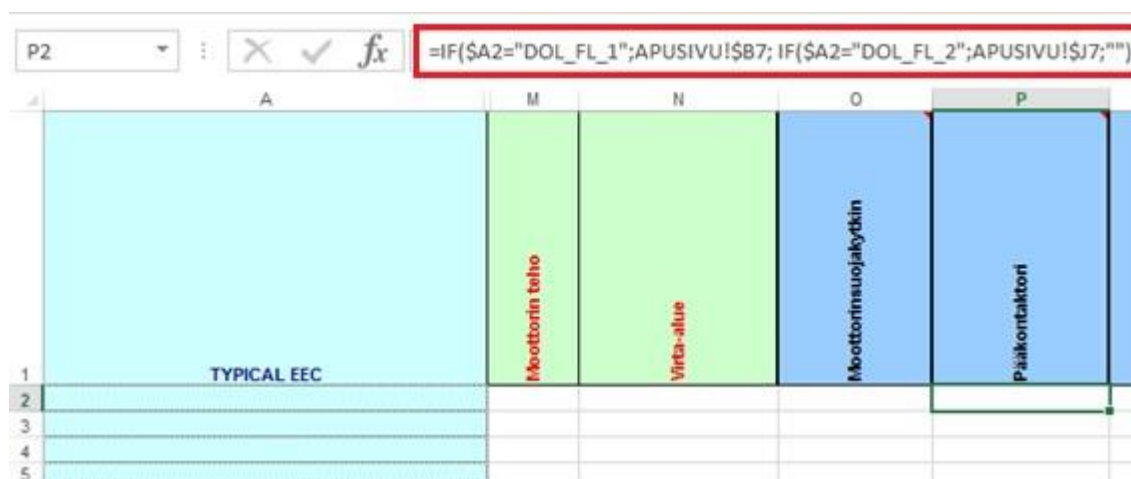 P2 fx =IF($A2="DOL_FL_1";APUSIVU!$B7; IF($A2="DOL_FL_2";APUSIVU!$J7;"")
A M N O P
1 TYPICAL EEC Moottorin teho Virta-alue Moottorinsuojakytkin Pääkontaktori
2
3
4
5